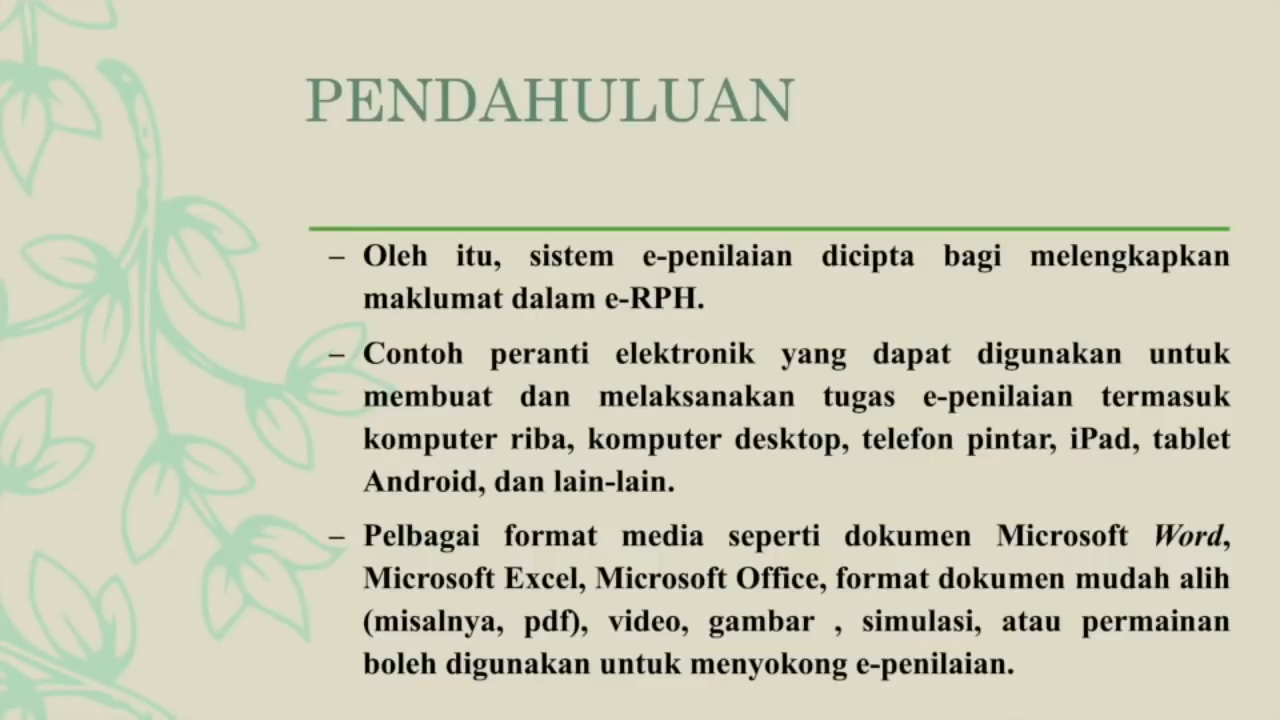 PENDAHULUAN
– Oleh itu, sistem e-penilaian dicipta bagi melengkapkan
maklumat dalam e-RPH.
– Contoh peranti elektronik yang dapat digunakan untuk
membuat dan melaksanakan tugas e-penilaian termasuk
komputer riba, komputer desktop, telefon pintar, iPad, tablet
Android, dan lain-lain.
– Pelbagai format media seperti dokumen Microsoft Word,
Microsoft Excel, Microsoft Office, format dokumen mudah alih
(misalnya, pdf), video, gambar , simulasi, atau permainan
boleh digunakan untuk menyokong e-penilaian.